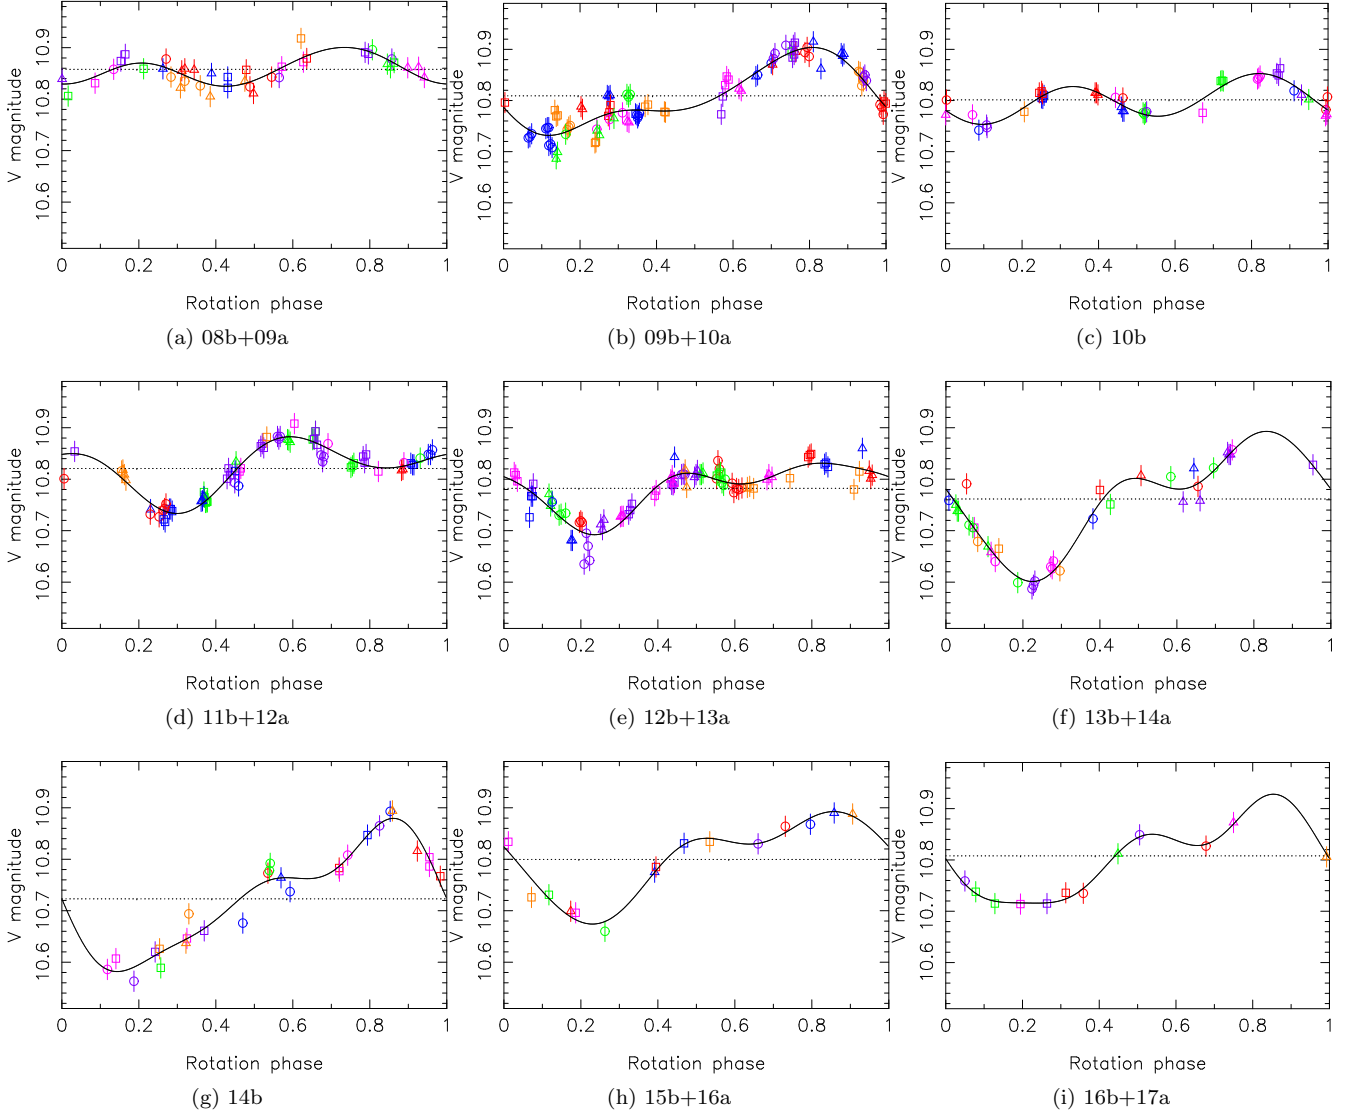 V magnitude
10.9
10.8
10.7
10.6
0 0.2 0.4 0.6 0.8 1
Rotation phase
(a) 08b+09a
V magnitude
10.9
10.8
10.7
10.6
0 0.2 0.4 0.6 0.8 1
Rotation phase
(b) 09b+10a
V magnitude
10.9
10.8
10.7
10.6
0 0.2 0.4 0.6 0.8 1
Rotation phase
(c) 10b
V magnitude
10.9
10.8
10.7
10.6
0 0.2 0.4 0.6 0.8 1
Rotation phase
(d) 11b+12a
V magnitude
10.9
10.8
10.7
10.6
0 0.2 0.4 0.6 0.8 1
Rotation phase
(e) 12b+13a
V magnitude
10.9
10.8
10.7
10.6
0 0.2 0.4 0.6 0.8 1
Rotation phase
(f) 13b+14a
V magnitude
10.9
10.8
10.7
10.6
0 0.2 0.4 0.6 0.8 1
Rotation phase
(g) 14b
V magnitude
10.9
10.8
10.7
10.6
0 0.2 0.4 0.6 0.8 1
Rotation phase
(h) 15b+16a
V magnitude
10.9
10.8
10.7
10.6
0 0.2 0.4 0.6 0.8 1
Rotation phase
(i) 16b+17a